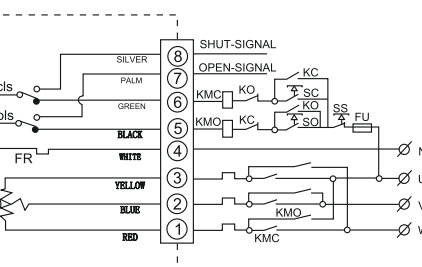 SHUT-SIGNAL
SILVER 8
OPEN-SIGNAL
cls PALM 7 KC
KMC KO SC
GREEN 6
KO SS
ols KMO KC SO FU
BLACK 5
FR WHITE 4 N
YELLOW 3 U
BLUE 2 KMO V
RED 1 KMC W